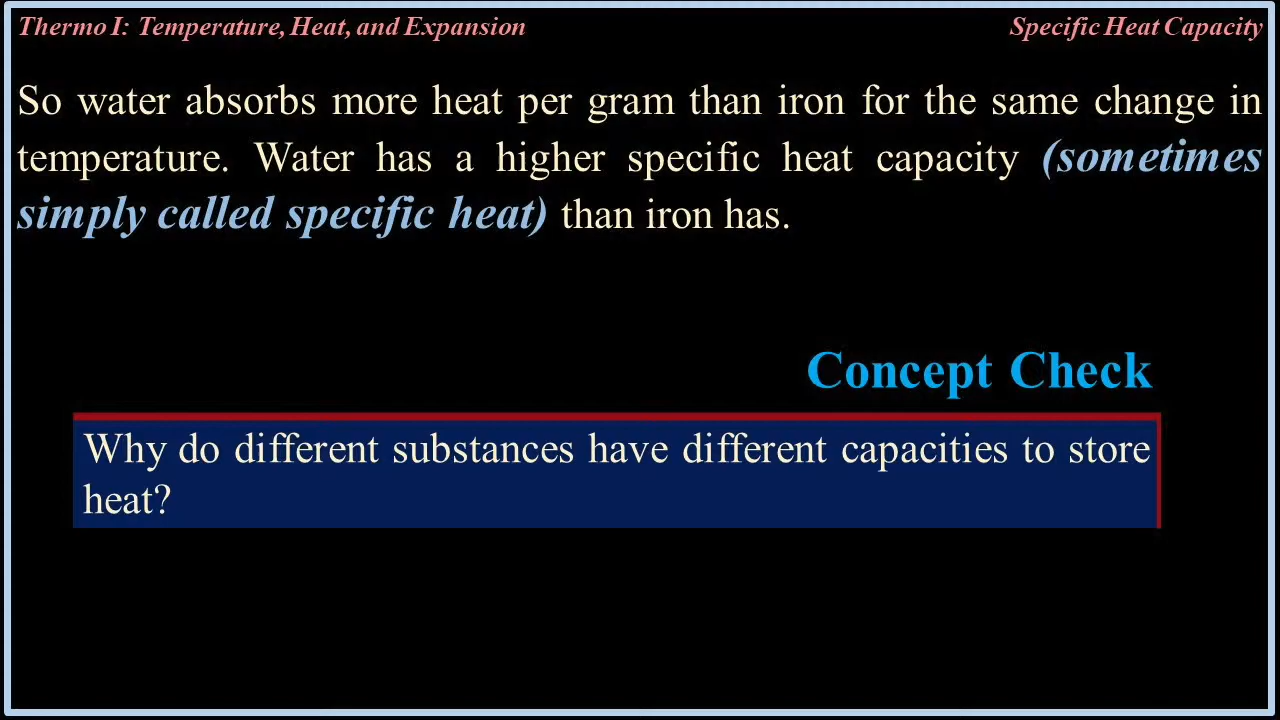 Thermo I: Temperature, Heat, and Expansion
Specific Heat Capacity
So water absorbs more heat per gram than iron for the same change in
temperature. Water has a higher specific heat capacity (sometimes
simply called specific heat) than iron has.
Concept Check
Why do different substances have different capacities to store
heat?